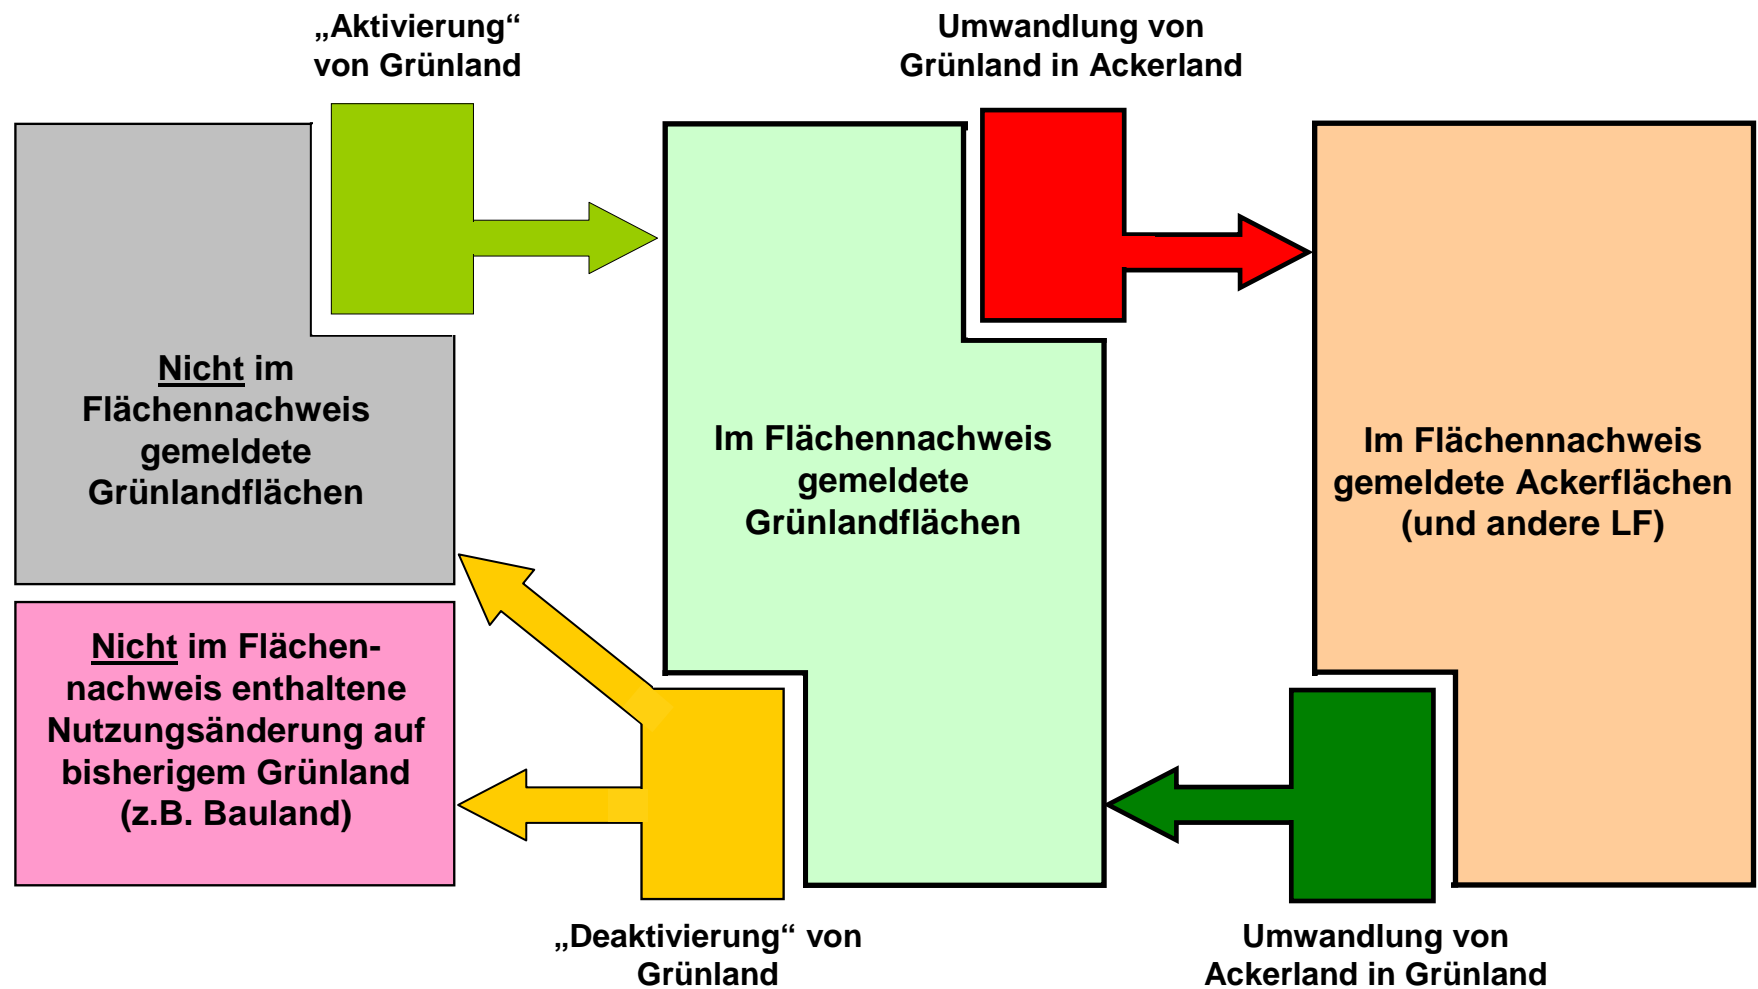 „Aktivierung“
von Grünland
Umwandlung von
Grünland in Ackerland
Nicht im
Flächennachweis
gemeldete
Grünlandflächen
Im Flächennachweis
gemeldete
Grünlandflächen
Im Flächennachweis
gemeldete Ackerflächen
(und andere LF)
Nicht im Flächen-
nachweis enthaltene
Nutzungsänderung auf
bisherigem Grünland
(z.B. Bauland)
„Deaktivierung“ von
Grünland
Umwandlung von
Ackerland in Grünland